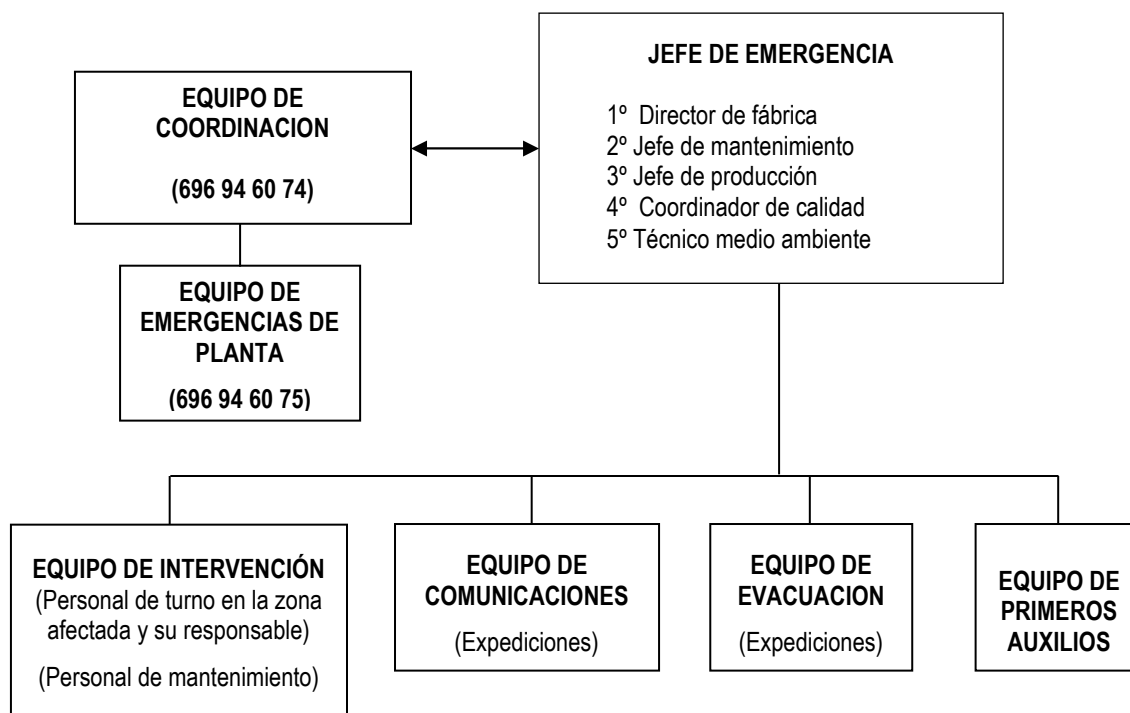 EQUIPO DE
COORDINACION
(696 94 60 74)
JEFE DE EMERGENCIA
1º Director de fábrica
2º Jefe de mantenimiento
3º Jefe de producción
4º Coordinador de calidad
5º Técnico medio ambiente
EQUIPO DE
EMERGENCIAS DE
PLANTA
(696 94 60 75)
EQUIPO DE INTERVENCIÓN
(Personal de turno en la zona
afectada y su responsable)
(Personal de mantenimiento)
EQUIPO DE
COMUNICACIONES
(Expediciones)
EQUIPO DE
EVACUACION
(Expediciones)
EQUIPO DE
PRIMEROS
AUXILIOS